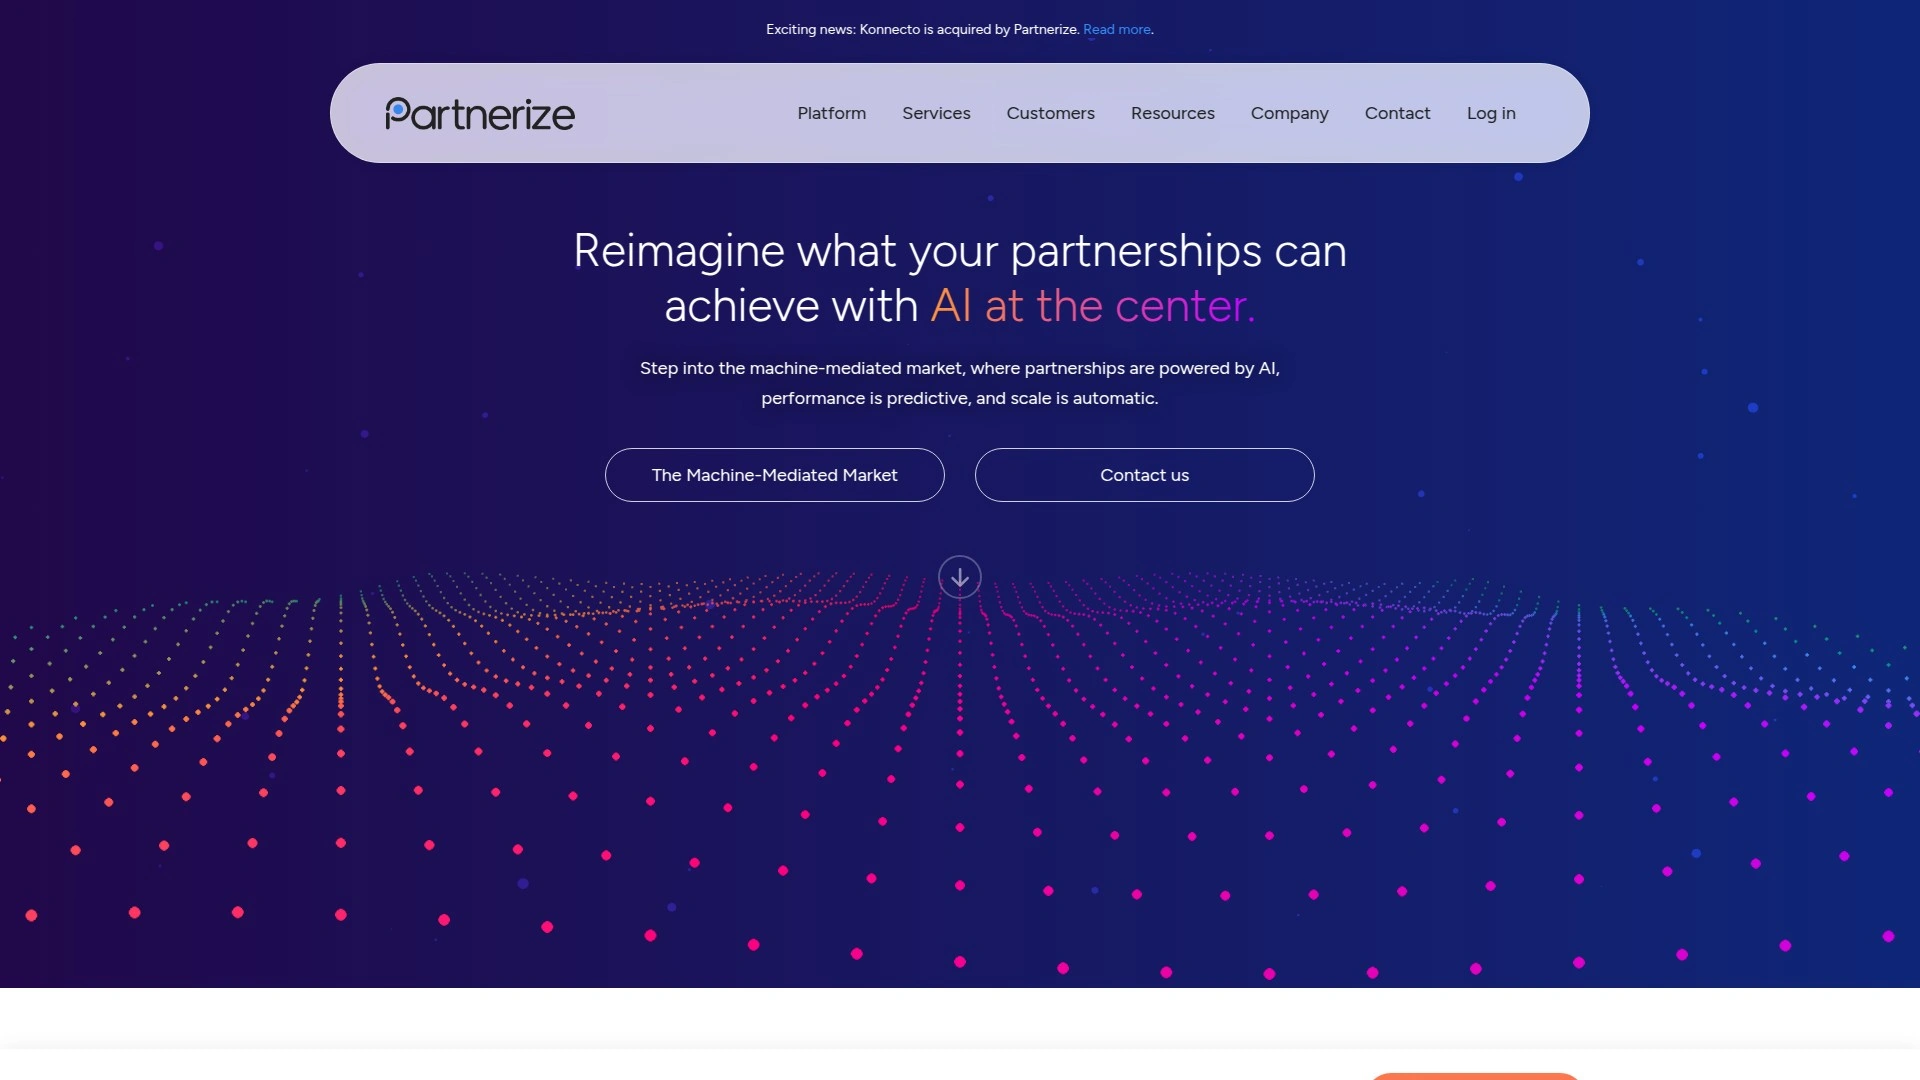 Exciting news: Konnecto is acquired by Partnerize. Read more.
Partnerize
Platform
Services
Customers
Resources
Company
Contact
Log in
Reimagine what your partnerships can
achieve with AI at the center.
Step into the machine-mediated market, where partnerships are powered by AI,
performance is predictive, and scale is automatic.
The Machine-Mediated Market
Contact us